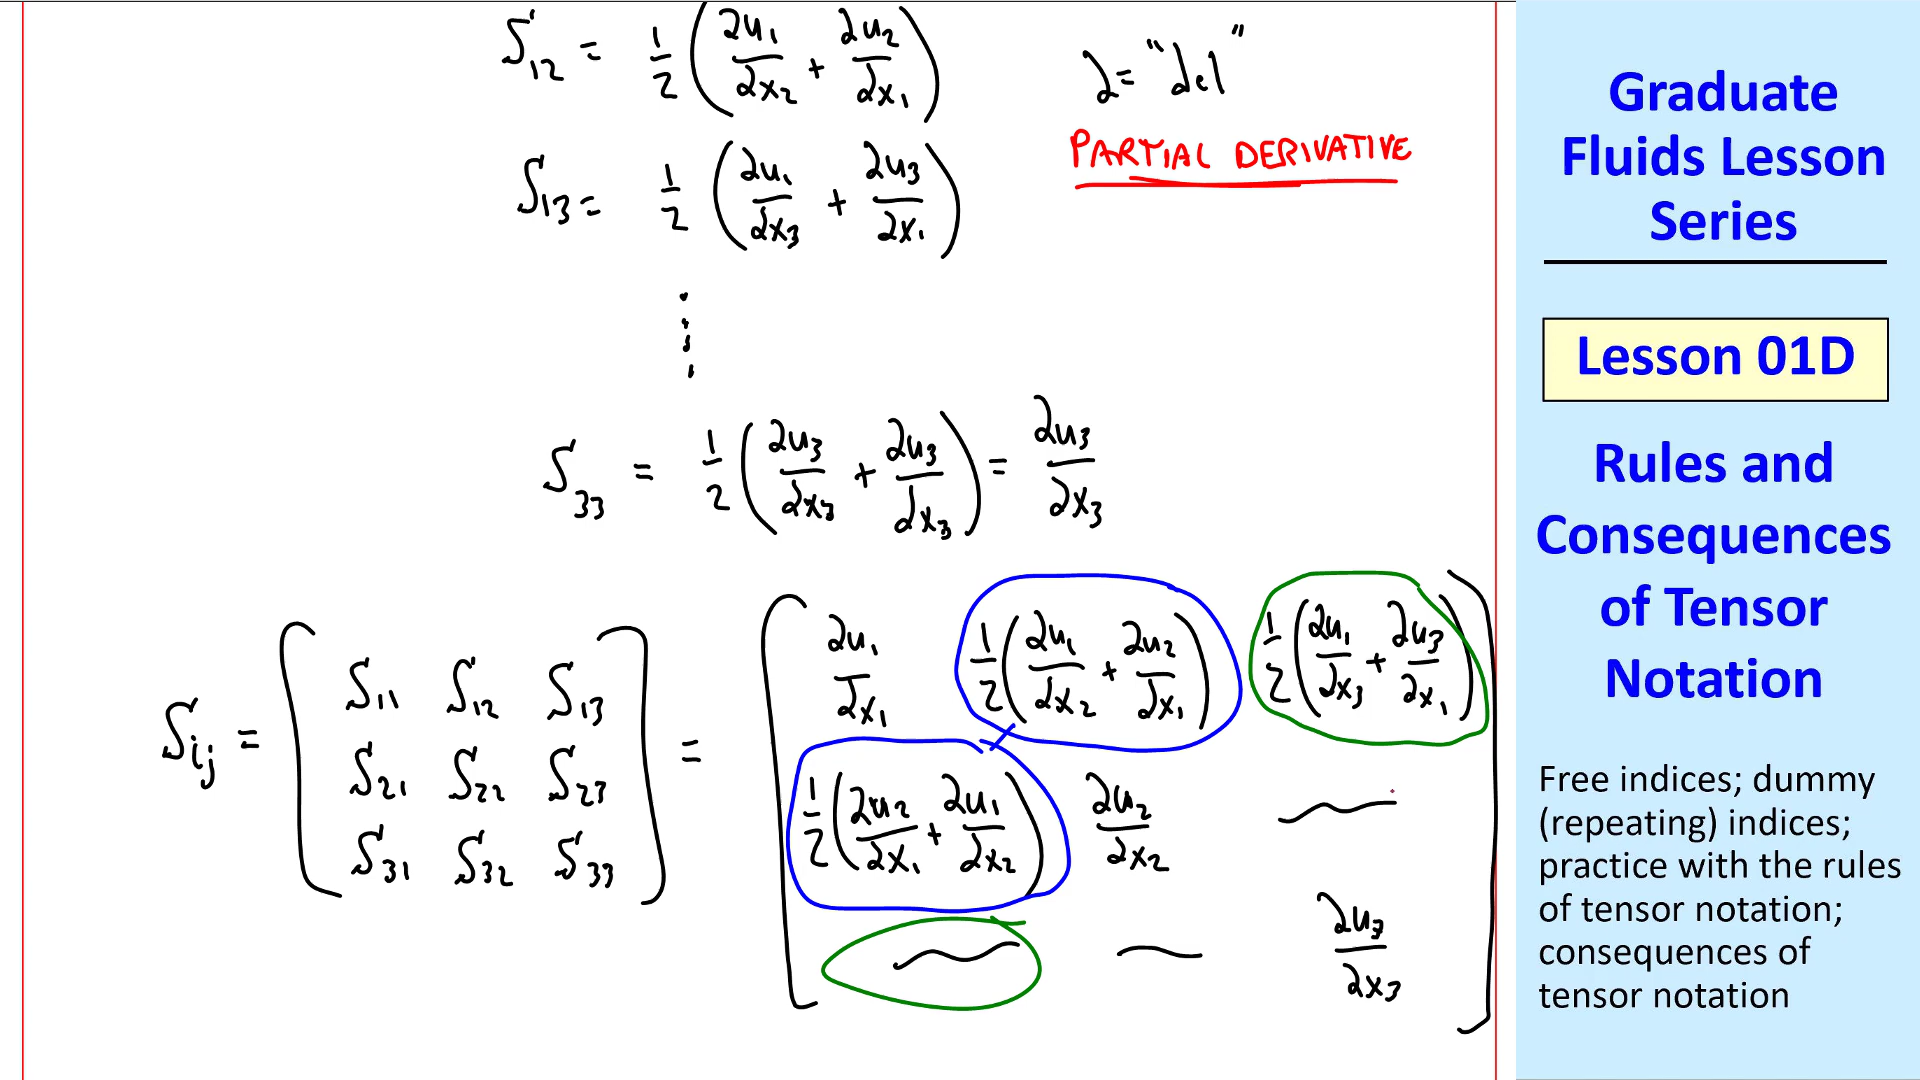 S₁₂ = 1/2 (∂u₁/∂x₂ + ∂u₂/∂x₁)
∂ = "del"
PARTIAL DERIVATIVE
S₁₃ = 1/2 (∂u₁/∂x₃ + ∂u₃/∂x₁)
⋮
S₃₃ = 1/2 (∂u₃/∂x₃ + ∂u₃/∂x₃) = ∂u₃/∂x₃
Sᵢⱼ = [
S₁₁ S₁₂ S₁₃
S₂₁ S₂₂ S₂₃
S₃₁ S₃₂ S₃₃
] = [
∂u₁/∂x₁ 1/2 (∂u₁/∂x₂ + ∂u₂/∂x₁) 1/2 (∂u₁/∂x₃ + ∂u₃/∂x₁)
1/2 (∂u₂/∂x₁ + ∂u₁/∂x₂) ∂u₂/∂x₂ ~
~ ~ ∂u₃/∂x₃
]
Graduate
Fluids Lesson
Series
Lesson 01D
Rules and
Consequences
of Tensor
Notation
Free indices; dummy
(repeating) indices;
practice with the rules
of tensor notation;
consequences of
tensor notation